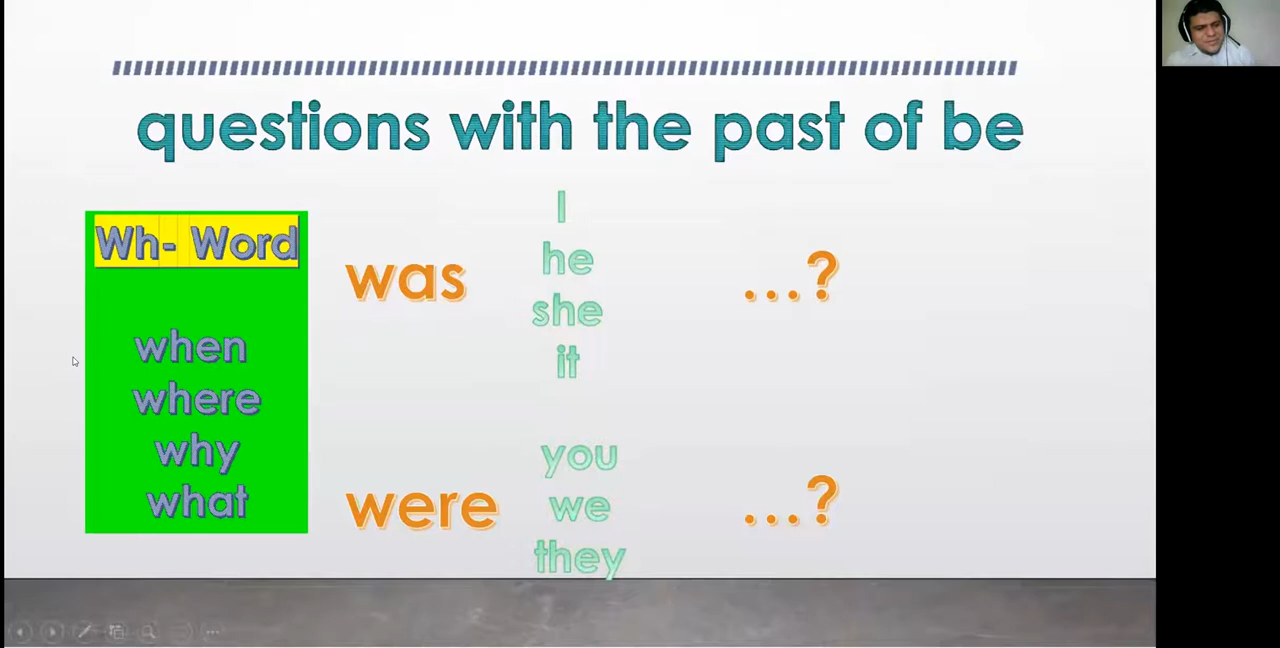 questions with the past of be
Wh- Word
when
where
why
what
was
I
he
she
it
...?
were
you
we
they
...?